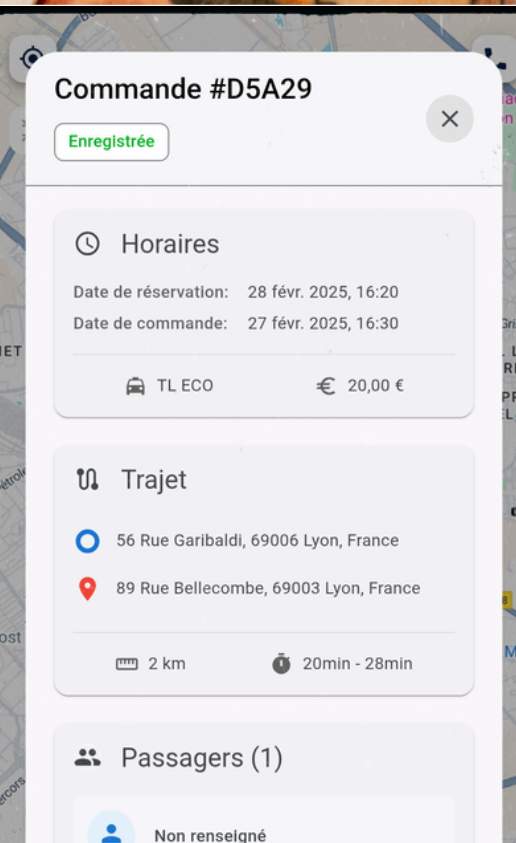 Commande #D5A29
Enregistrée
Horaires
Date de réservation: 28 févr. 2025, 16:20
Date de commande: 27 févr. 2025, 16:30
TL ECO 20,00 €
Trajet
56 Rue Garibaldi, 69006 Lyon, France
89 Rue Bellecombe, 69003 Lyon, France
2 km 20min - 28min
Passagers (1)
Non renseigné